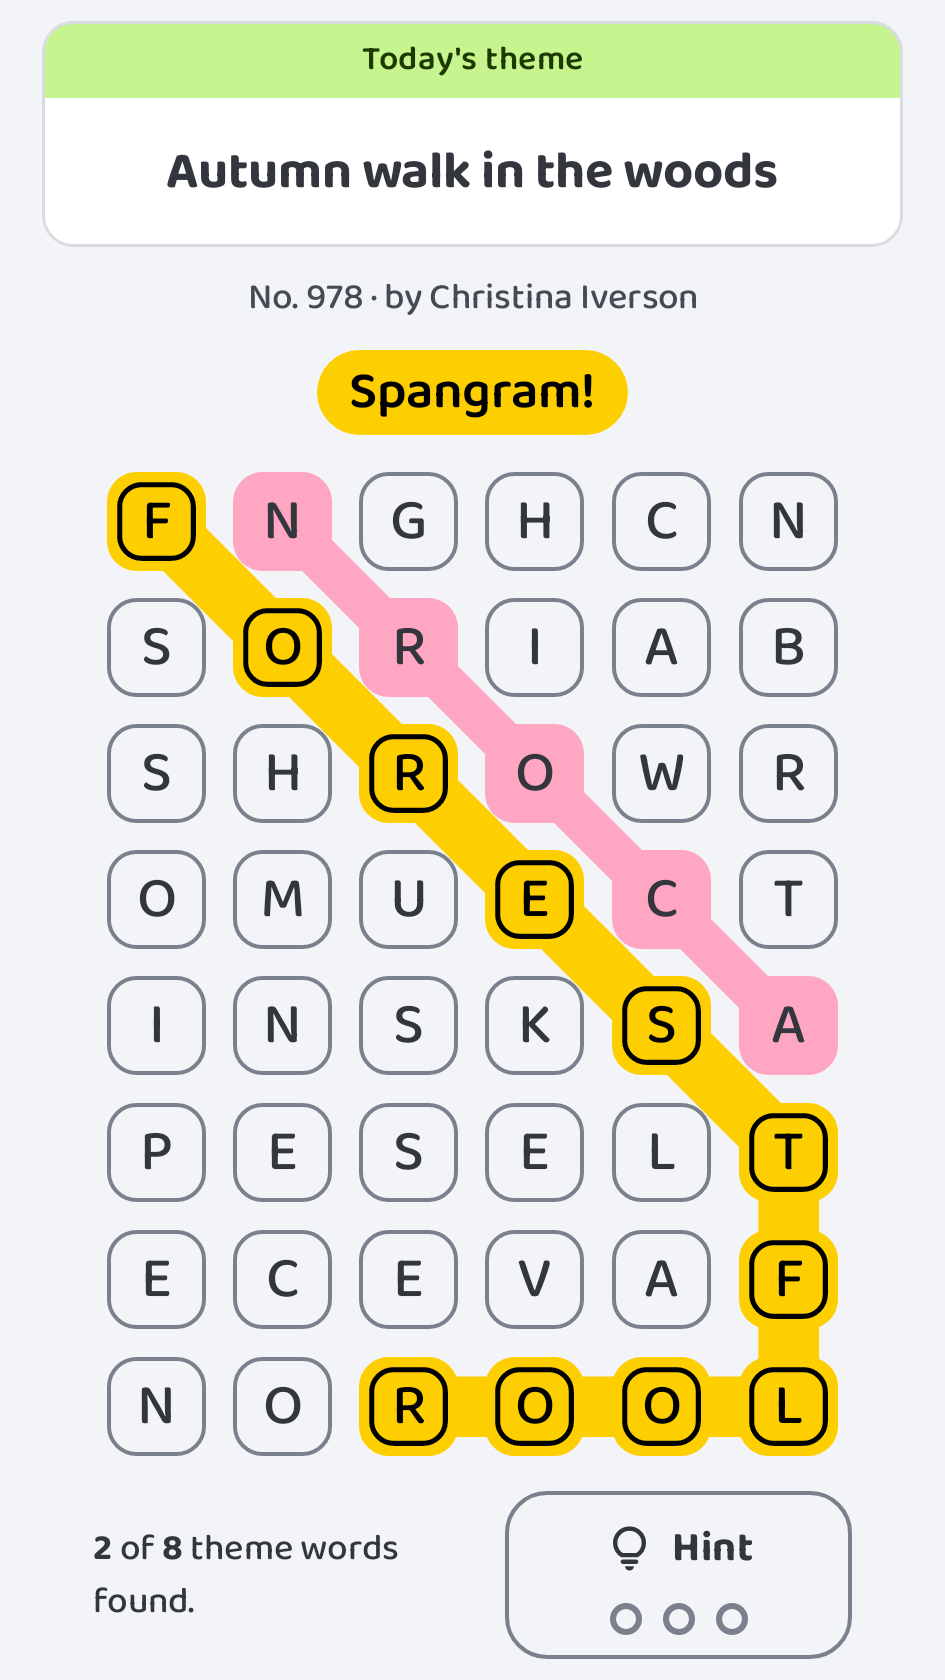 Today's theme
Autumn walk in the woods
No. 978 · by Christina Iverson
Spangram!
F N G H C N
S O R I A B
S H R O W R
O M U E C T
I N S K S A
P E S E L T
E C E V A F
N O R O O L
2 of 8 theme words
found.
Hint